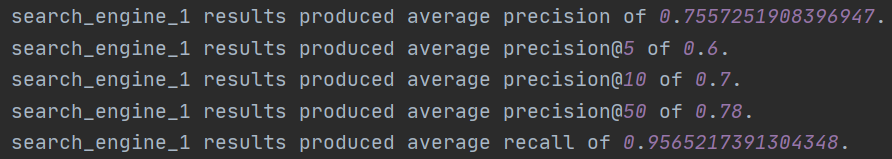 search_engine_1 results produced average precision of 0.7557251908396947.
search_engine_1 results produced average precision@5 of 0.6.
search_engine_1 results produced average precision@10 of 0.7.
search_engine_1 results produced average precision@50 of 0.78.
search_engine_1 results produced average recall of 0.9565217391304348.